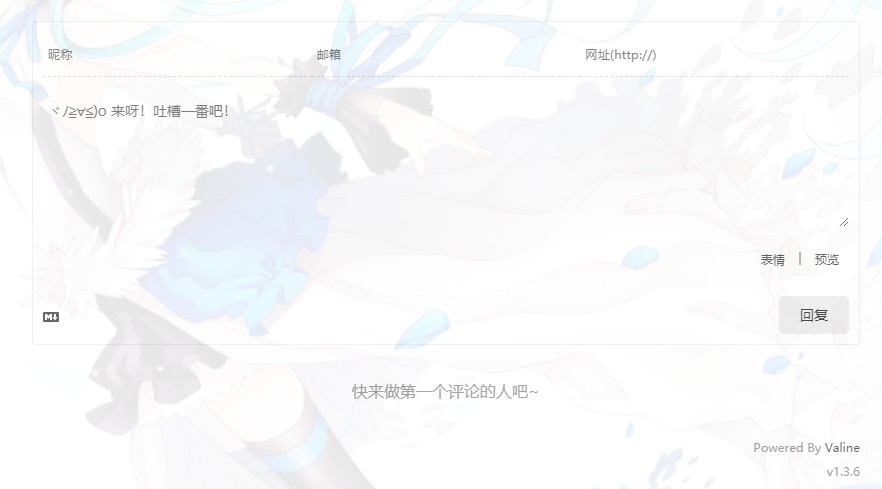 昵称 邮箱 网址(http://)
ヾﾉ≧∀≦)o 来呀！吐槽一番吧！
表情 | 预览
M↓ 回复
快来做第一个评论的人吧~
Powered By Valine
v1.3.6